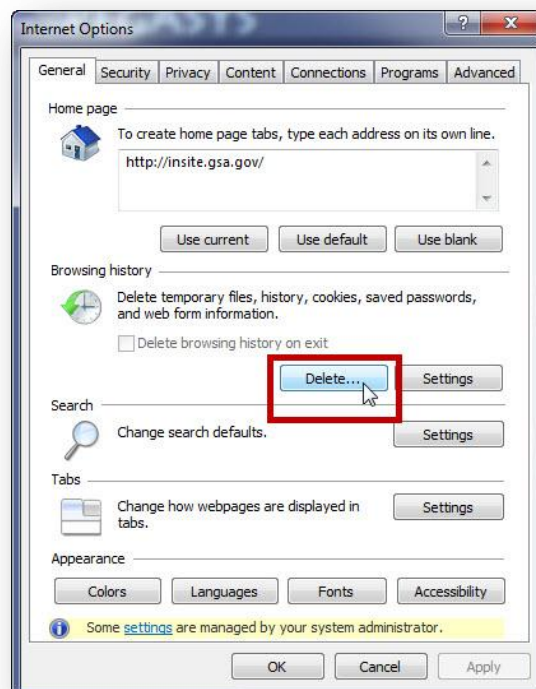 Internet Options
General Security Privacy Content Connections Programs Advanced
Home page
To create home page tabs, type each address on its own line.
http://insite.gsa.gov/
Use current Use default Use blank
Browsing history
Delete temporary files, history, cookies, saved passwords,
and web form information.
Delete browsing history on exit
Delete... Settings
Search
Change search defaults. Settings
Tabs
Change how webpages are displayed in
tabs.
Settings
Appearance
Colors Languages Fonts Accessibility
Some settings are managed by your system administrator.
OK Cancel Apply